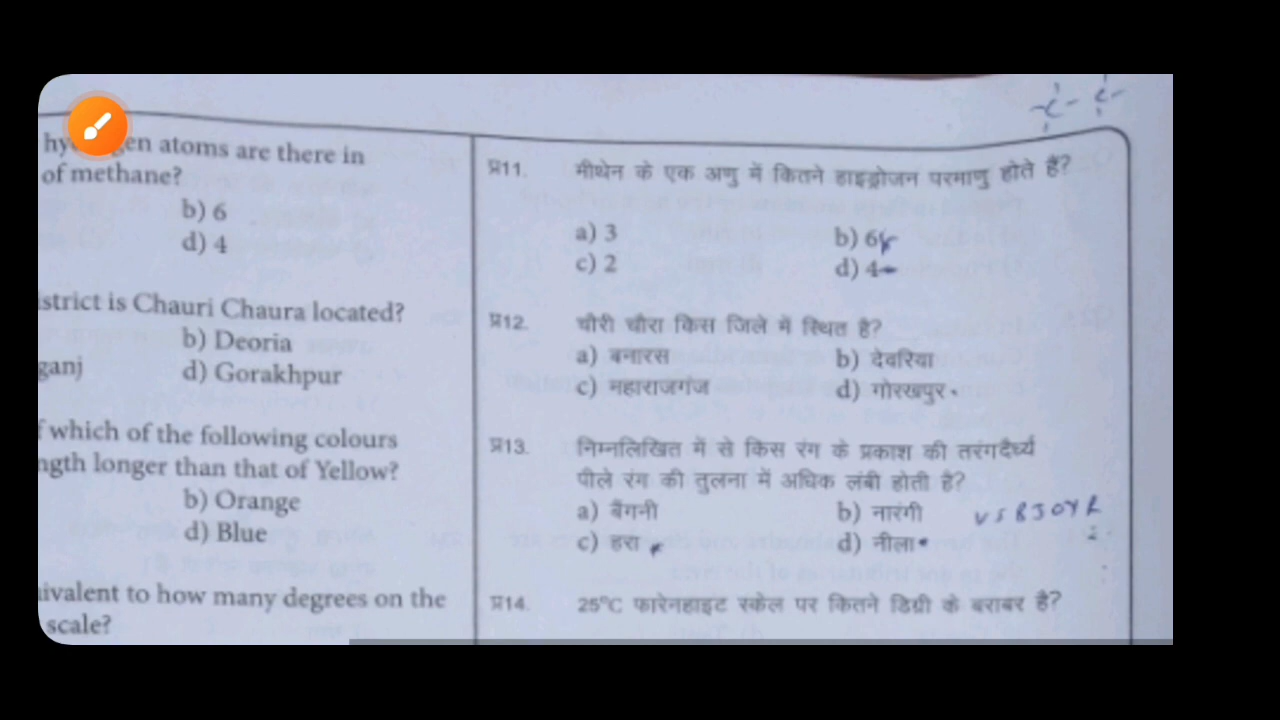 en atoms are there in
of methane?
b) 6
d) 4
strict is Chauri Chaura located?
b) Deoria
ganj
d) Gorakhpur
which of the following colours
ngth longer than that of Yellow?
b) Orange
d) Blue
ivalent to how many degrees on the
scale?
प्र11. मीथेन के एक अणु में कितने हाइड्रोजन परमाणु होते हैं?
a) 3 b) 6
c) 2 d) 4
प्र12. चौरी चौरा किस जिले में स्थित है?
a) बनारस b) देवरिया
c) महाराजगंज d) गोरखपुर
प्र13. निम्नलिखित में से किस रंग के प्रकाश की तरंगदैर्ध्य
पीले रंग की तुलना में अधिक लंबी होती है?
a) बैंगनी b) नारंगी
c) हरा d) नीला
प्र14. 25°C फारेनहाइट स्केल पर कितने डिग्री के बराबर है?